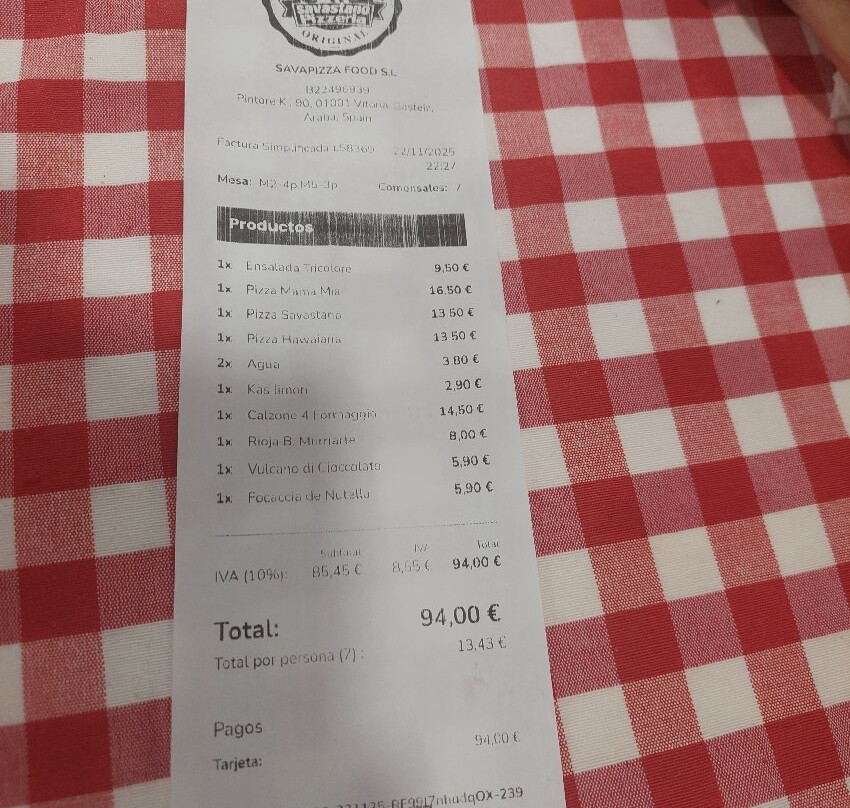 Savastano
Pizzeria
ORIGINAL
SAVAPIZZA FOOD S.L.
B22496939
Pintore K., 90, 01001 Vitoria-Gasteiz,
Araba, Spain
Factura Simplificada 22/11/2025
22:27
Mesa: M2-4p,M5-3p Comensales: 7
Productos
1x Ensalada Tricolore 9,50 €
1x Pizza Mama Mia 16,50 €
1x Pizza Savastano 13,50 €
1x Pizza Hawaiana 13,50 €
2x Agua 3,80 €
1x Kas limon 2,90 €
1x Calzone 4 Formaggio 14,50 €
1x Rioja B. Murriarte 8,00 €
1x Vulcano di Cioccolato 5,90 €
1x Focaccia de Nutella 5,90 €
Subtotal IVA Total
IVA (10%): 85,45 € 8,55 € 94,00 €
Total: 94,00 €
Total por persona (7) : 13,43 €
Pagos
Tarjeta: 94,00 €